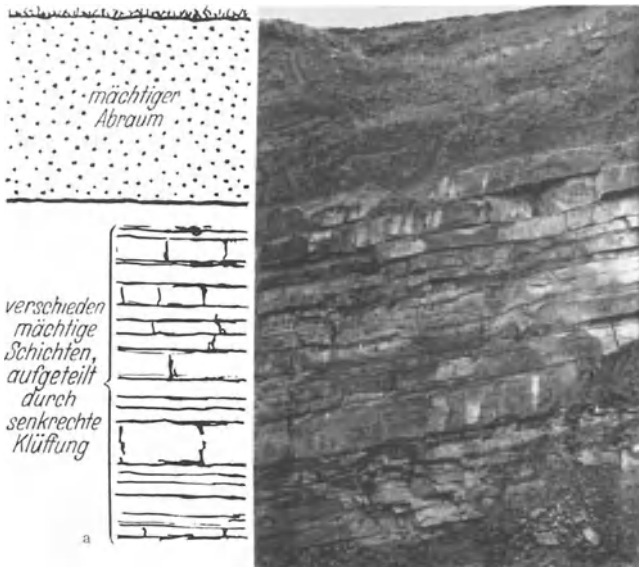 mächtiger
Abraum
verschieden
mächtige
Schichten,
aufgeteilt
durch
senkrechte
Klüftung
a